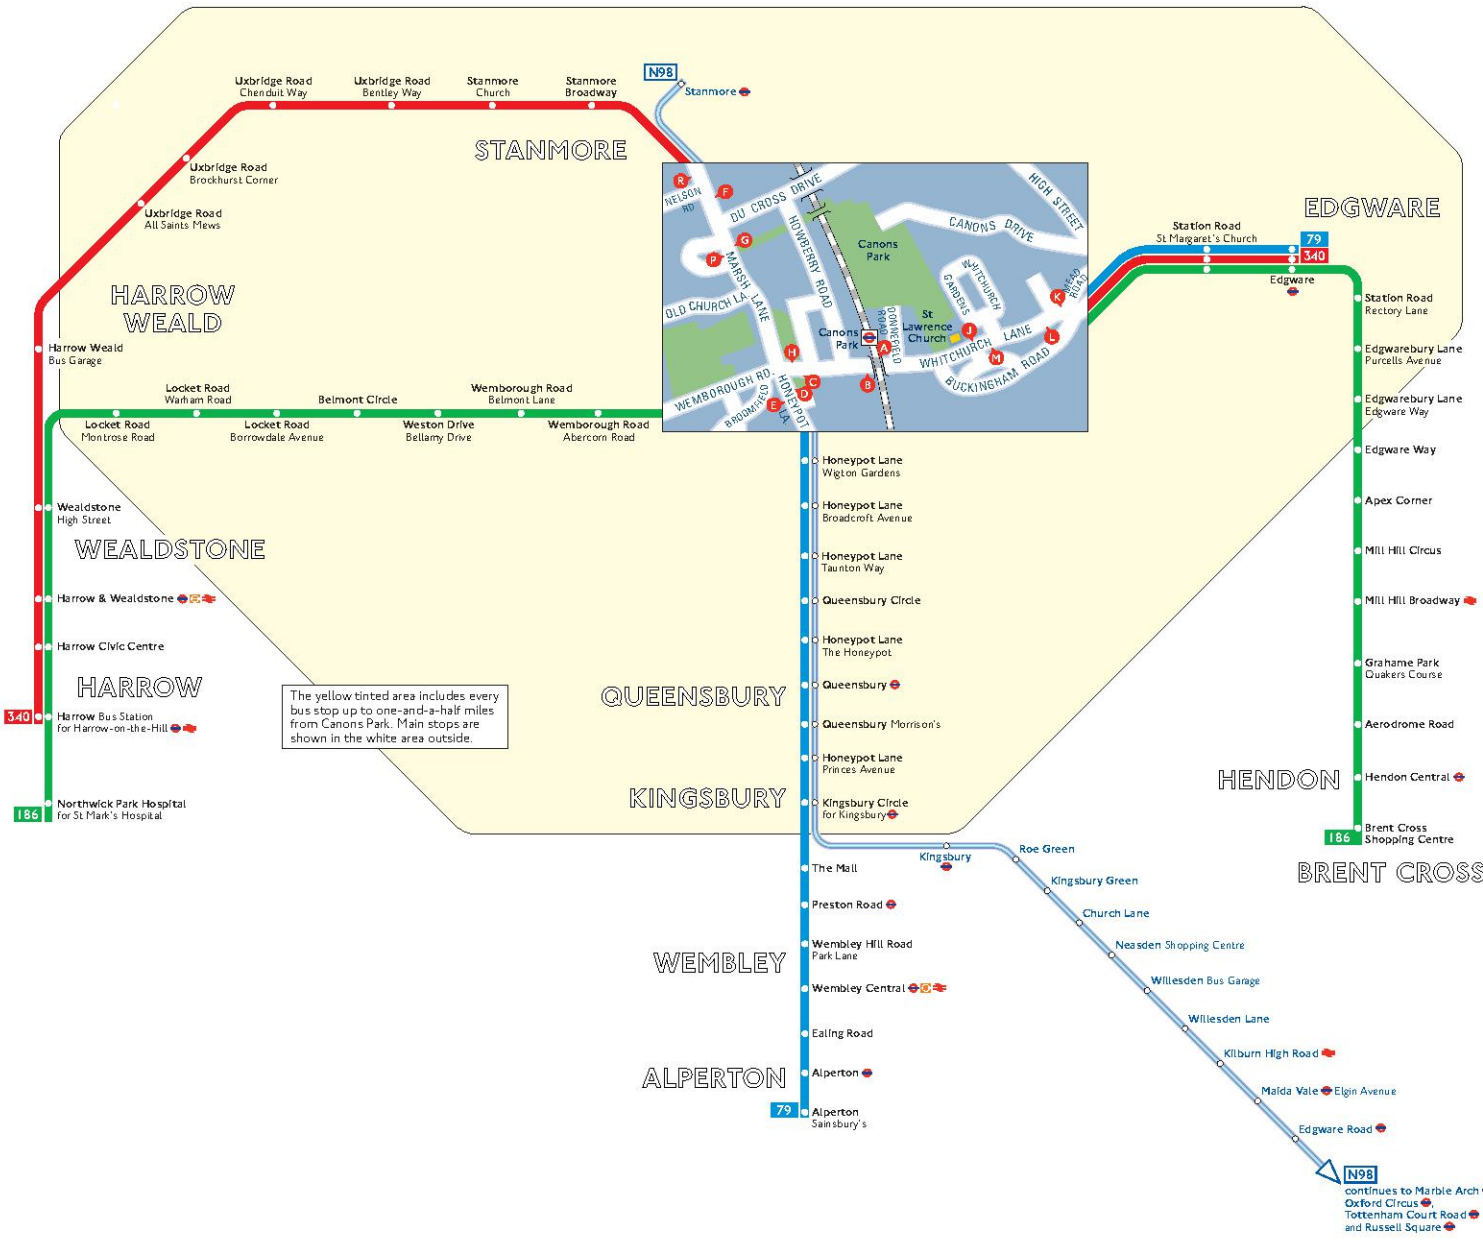 N98
Stanmore
Uxbridge Road
Chenduit Way
Uxbridge Road
Bentley Way
Stanmore
Church
Stanmore
Broadway
STANMORE
Uxbridge Road
Brockhurst Corner
Uxbridge Road
All Saints Mews
HARROW
WEALD
Harrow Weald
Bus Garage
Locket Road
Warham Road
Belmont Circle
Wemborough Road
Belmont Lane
Locket Road
Montrose Road
Locket Road
Borrowdale Avenue
Weston Drive
Bellamy Drive
Wemborough Road
Abercorn Road
R
F
G
P
H
C
D
E
A
B
J
M
L
K
NELSON
RD
DU CROSS DRIVE
HOWBERRY ROAD
MARSH LANE
OLD CHURCH LA.
WEMBOROUGH RD.
BROOMFIELD
HONEYPOT
LA.
Canons
Park
Canons
Park
CANONS DRIVE
HIGH STREET
WHITCHURCH
GARDENS
DONNEFIELD
ROAD
St
Lawrence
Church
WHITCHURCH LANE
BUCKINGHAM ROAD
MEAD
ROAD
EDGWARE
Station Road
St Margaret's Church
79
340
Edgware
Station Road
Rectory Lane
Edgwarebury Lane
Purcells Avenue
Edgwarebury Lane
Edgware Way
Edgware Way
Apex Corner
Mill Hill Circus
Mill Hill Broadway
Grahame Park
Quakers Course
Aerodrome Road
HENDON
Hendon Central
Brent Cross
Shopping Centre
186
BRENT CROSS
Wealdstone
High Street
WEALDSTONE
Harrow & Wealdstone
Harrow Civic Centre
HARROW
340
Harrow Bus Station
for Harrow-on-the-Hill
Northwick Park Hospital
for St Mark's Hospital
186
The yellow tinted area includes every
bus stop up to one-and-a-half miles
from Canons Park. Main stops are
shown in the white area outside.
Honeypot Lane
Wigton Gardens
Honeypot Lane
Broadcroft Avenue
Honeypot Lane
Taunton Way
Queensbury Circle
Honeypot Lane
The Honeypot
QUEENSBURY
Queensbury
Queensbury Morrison's
Honeypot Lane
Princes Avenue
KINGSBURY
Kingsbury Circle
for Kingsbury
The Mall
Preston Road
Wembley Hill Road
Park Lane
WEMBLEY
Wembley Central
Ealing Road
ALPERTON
Alperton
79
Alperton
Sainsbury's
Kingsbury
Roe Green
Kingsbury Green
Church Lane
Neasden Shopping Centre
Willesden Bus Garage
Willesden Lane
Kilburn High Road
Maida Vale Elgin Avenue
Edgware Road
N98
continues to Marble Arch
Oxford Circus,
Tottenham Court Road
and Russell Square